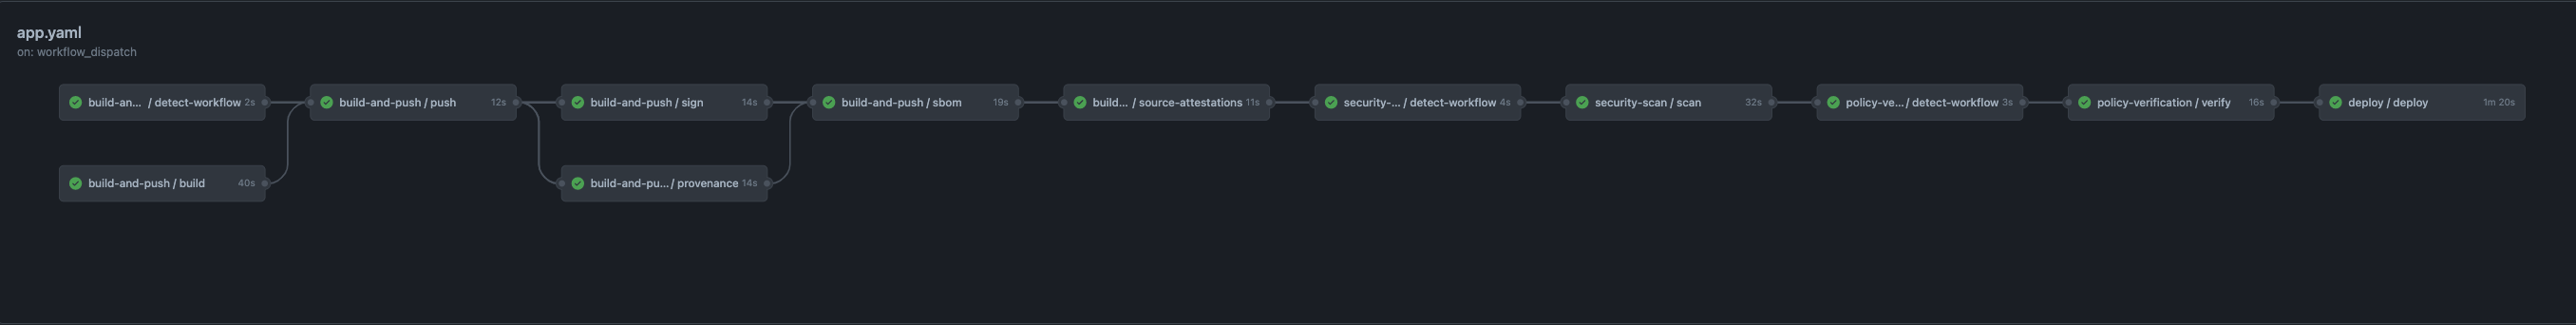 app.yaml
on: workflow_dispatch
build-an... / detect-workflow 2s
build-and-push / push 12s
build-and-push / sign 14s
build-and-push / sbom 19s
build... / source-attestations 11s
security-... / detect-workflow 4s
security-scan / scan 32s
policy-ve... / detect-workflow 3s
policy-verification / verify 16s
deploy / deploy 1m 20s
build-and-push / build 40s
build-and-pu... / provenance 14s